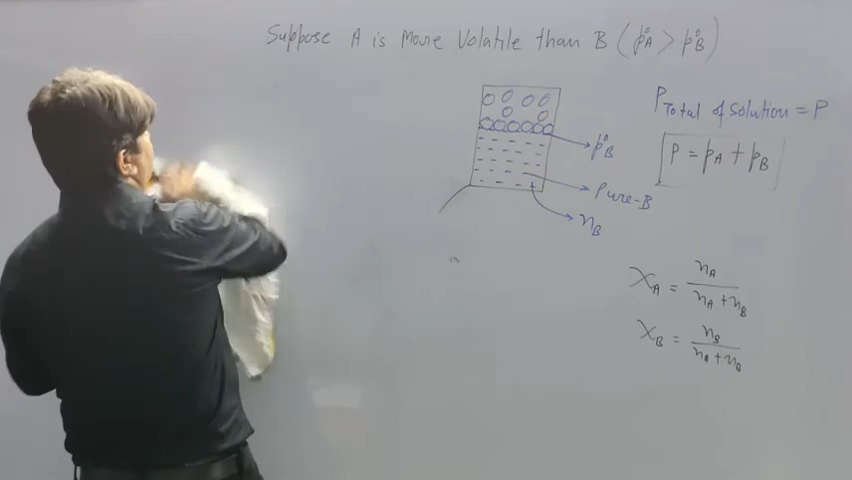 Suppose A is more Volatile than B (p°A > p°B)
PTotal of solution = P
P = pA + pB
p°B
Pure-B
nB
XA = nA / nA + nB
XB = nB / nA + nB